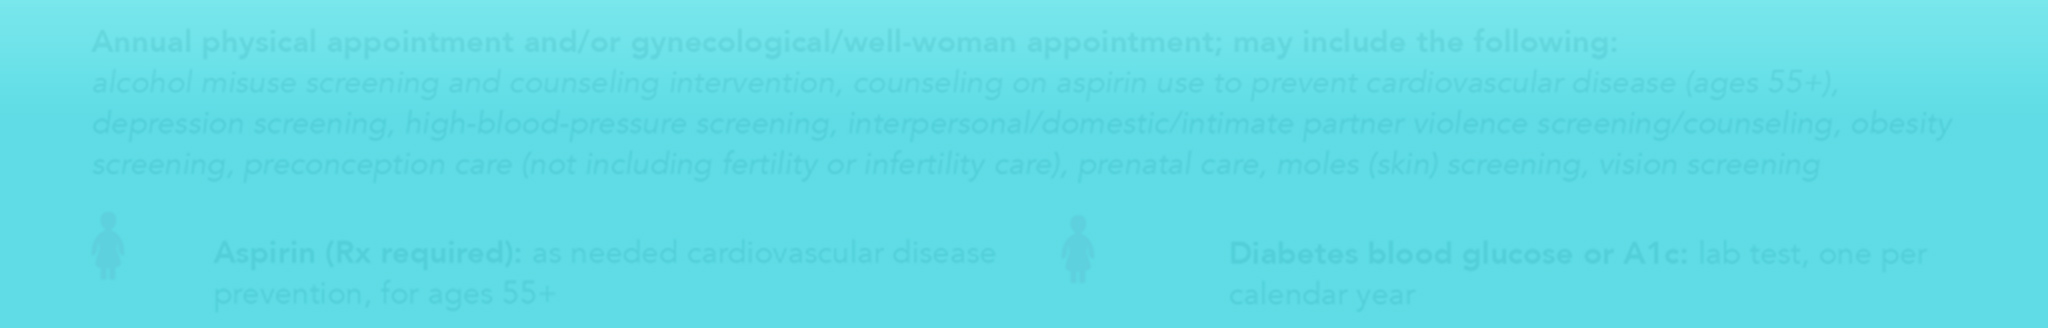 Annual physical appointment and/or gynecological/well-woman appointment; may include the following:
alcohol misuse screening and counseling intervention, counseling on aspirin use to prevent cardiovascular disease (ages 55+),
depression screening, high-blood-pressure screening, interpersonal/domestic/intimate partner violence screening/counseling, obesity
screening, preconception care (not including fertility or infertility care), prenatal care, moles (skin) screening, vision screening
Aspirin (Rx required): as needed cardiovascular disease
prevention, for ages 55+
Diabetes blood glucose or A1c: lab test, one per
calendar year